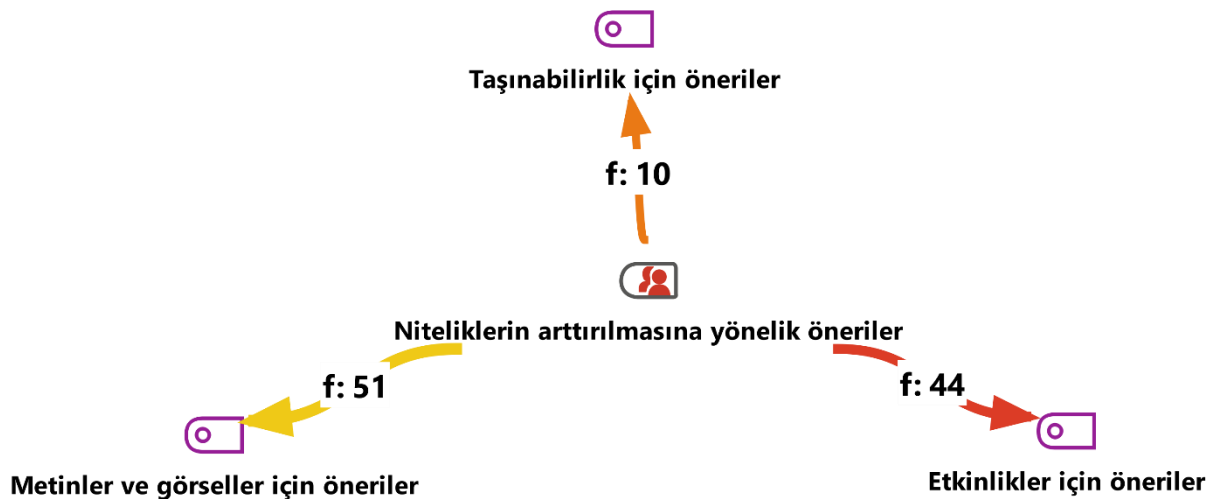 Taşınabilirlik için öneriler
f: 10
Niteliklerin arttırılmasına yönelik öneriler
f: 51
f: 44
Metinler ve görseller için öneriler
Etkinlikler için öneriler